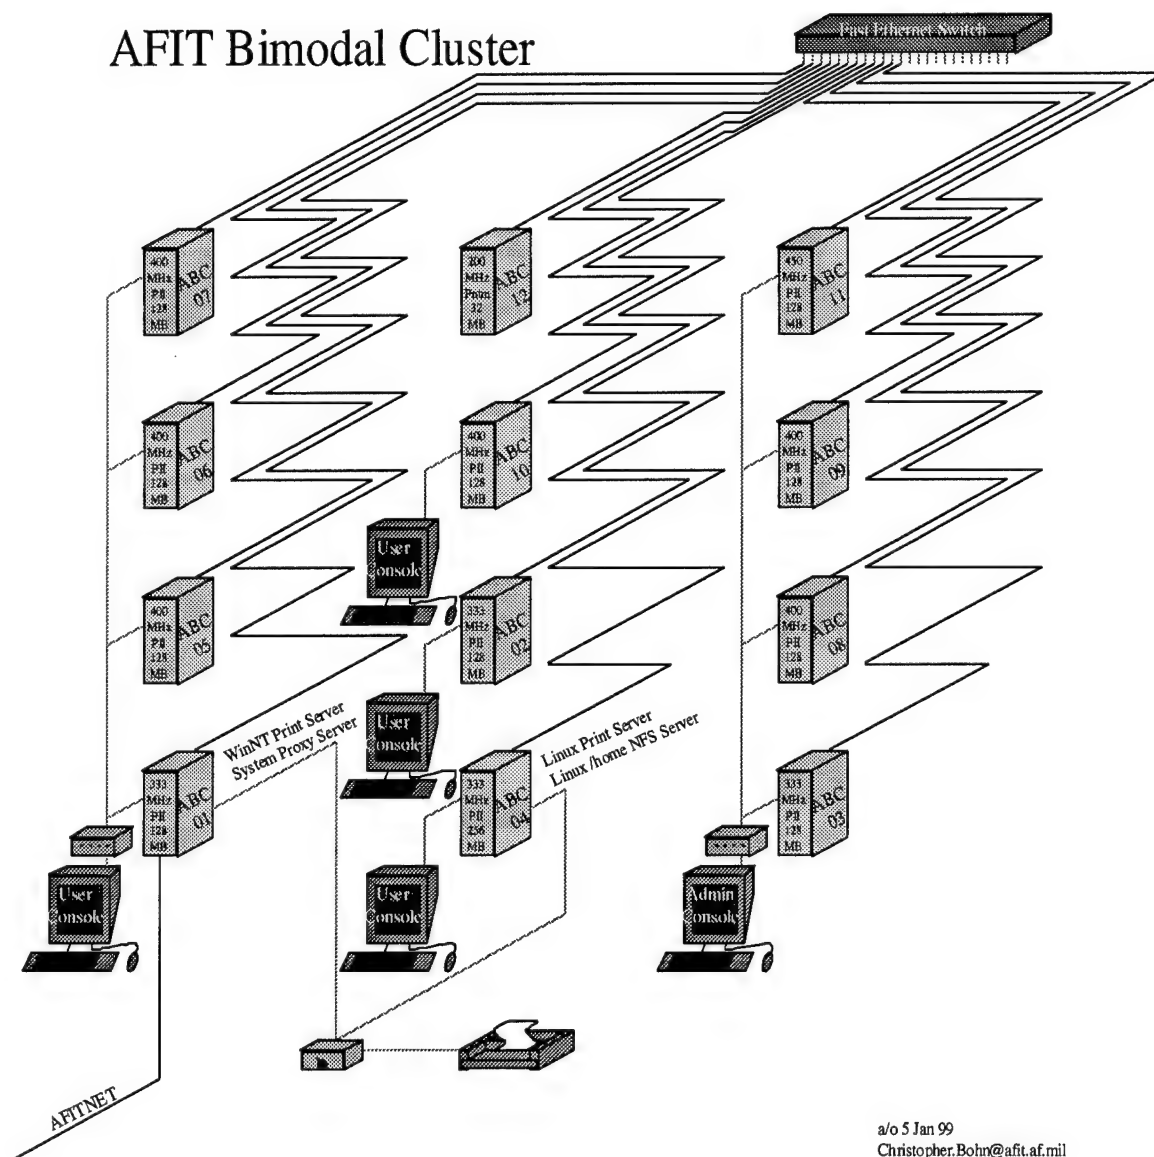 AFIT Bimodal Cluster
Fast Ethernet Switch
400
MHz
PII
128
MB
ABC
07
200
MHz
Pntm
32
MB
ABC
12
450
MHz
PII
128
MB
ABC
11
400
MHz
PII
128
MB
ABC
06
400
MHz
PII
128
MB
ABC
10
400
MHz
PII
128
MB
ABC
09
User
Console
400
MHz
PII
128
MB
ABC
05
333
MHz
PII
128
MB
ABC
02
400
MHz
PII
128
MB
ABC
08
User
Console
WinNT Print Server
System Proxy Server
Linux Print Server
Linux /home NFS Server
333
MHz
PII
128
MB
ABC
01
333
MHz
PII
256
MB
ABC
04
333
MHz
PII
128
MB
ABC
03
User
Console
User
Console
Admin
Console
AFITNET
a/o 5 Jan 99
Christopher.Bohn@afit.af.mil